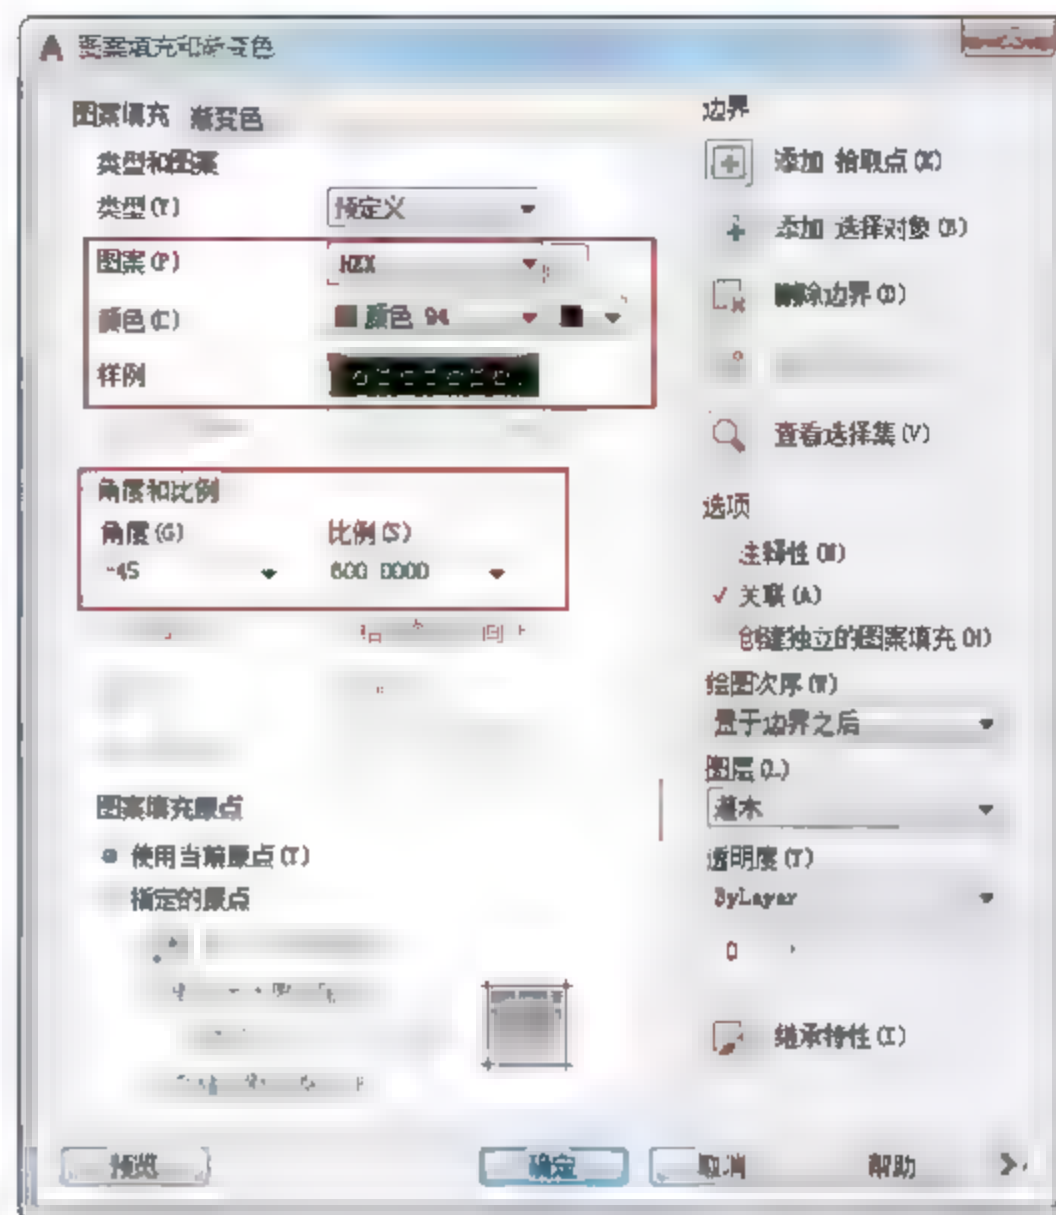 图案填充和渐变色
图案填充 渐变色
类型和图案
类型(Y)
预定义
图案(P)
HEX
颜色(C)
颜色 94
样例
角度和比例
角度(G)
比例(S)
-45
600 0000
图案填充原点
使用当前原点(T)
指定的原点
预览
边界
添加 拾取点(K)
添加 选择对象(B)
删除边界(D)
查看选择集(V)
选项
注释性(N)
关联(A)
创建独立的图案填充(H)
绘图次序(W)
置于边界之后
图层(L)
灌木
透明度(T)
ByLayer
0
继承特性(I)
确定
取消
帮助